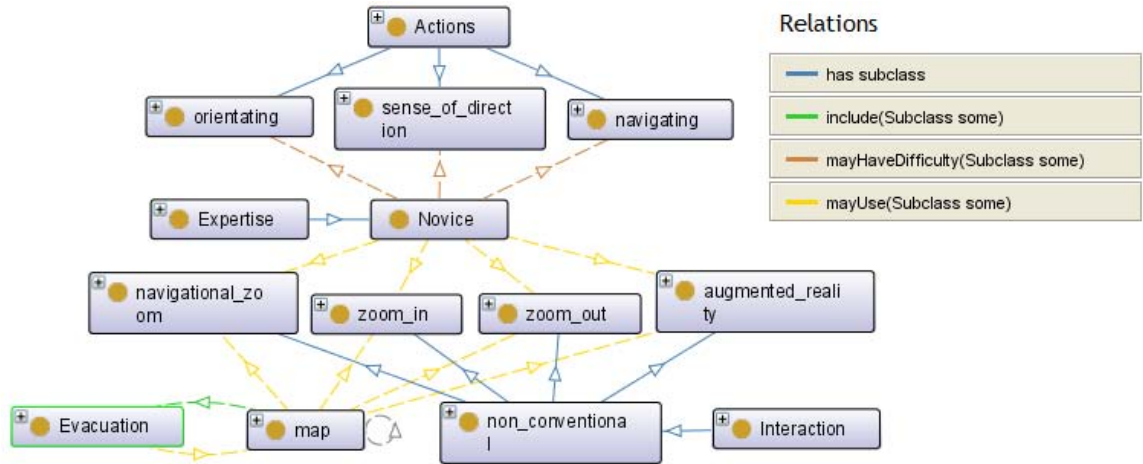 Actions
Relations
has subclass
include(Subclass some)
mayHaveDifficulty(Subclass some)
mayUse(Subclass some)
orientating
sense_of_direct
ion
navigating
Expertise
Novice
navigational_zo
om
zoom_in
zoom_out
augmented_reali
ty
Evacuation
map
non_conventiona
l
Interaction